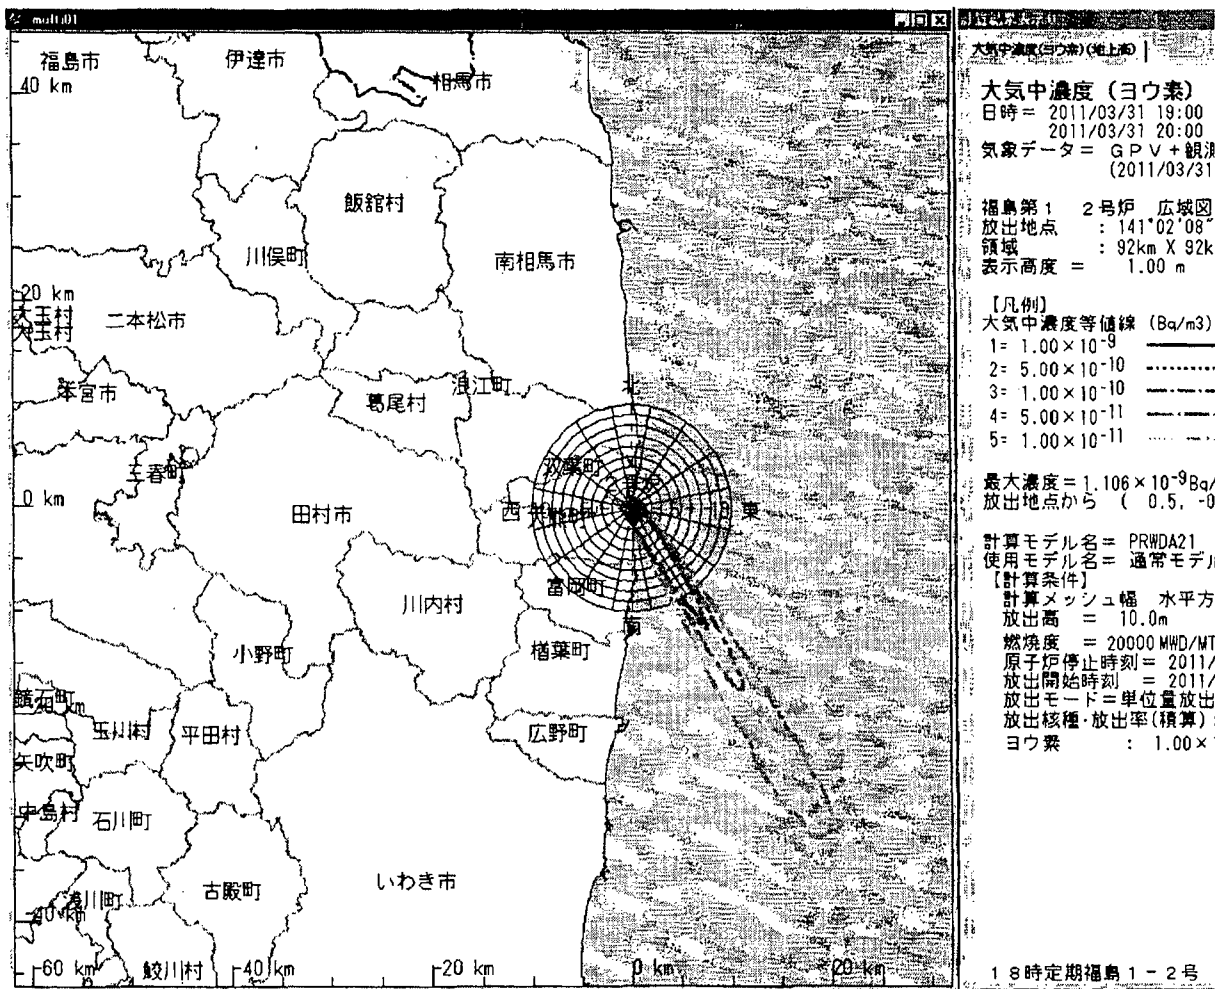 multi01
福島市
伊達市
相馬市
40 km
飯舘村
川俣町
南相馬市
20 km
大玉村
大玉村
二本松市
本宮市
浪江町
北
葛尾村
三春町
双葉町
0 km
田村市
西
東
富岡町
川内村
南
楢葉町
小野町
鏡石町
玉川村
平田村
広野町
矢吹町
中島村
石川町
いわき市
浅川町
古殿町
-40 km
鮫川村
-60 km
-40 km
-20 km
0 km
20 km
大気中濃度(ヨウ素)(地上高)
大気中濃度（ヨウ素）
日時＝ 2011/03/31 19:00
2011/03/31 20:00
気象データ＝ ＧＰＶ＋観測
(2011/03/31
福島第１　２号炉　広域図
放出地点　：141°02'08"
領域　：92km X 92k
表示高度 ＝　1.00 m
【凡例】
大気中濃度等値線 (Bq/m3)
1= 1.00×10⁻⁹
2= 5.00×10⁻¹⁰
3= 1.00×10⁻¹⁰
4= 5.00×10⁻¹¹
5= 1.00×10⁻¹¹
最大濃度＝1.106×10⁻⁹Bq/
放出地点から　( 0.5, -0
計算モデル名＝ PRWDA21
使用モデル名＝ 通常モデル
【計算条件】
計算メッシュ幅　水平方
放出高　＝　10.0m
燃焼度　＝ 20000MWD/MT
原子炉停止時刻＝ 2011/
放出開始時刻　＝ 2011/
放出モード＝単位量放出
放出核種・放出率(積算)：
ヨウ素　：　1.00×
１８時定期福島１－２号